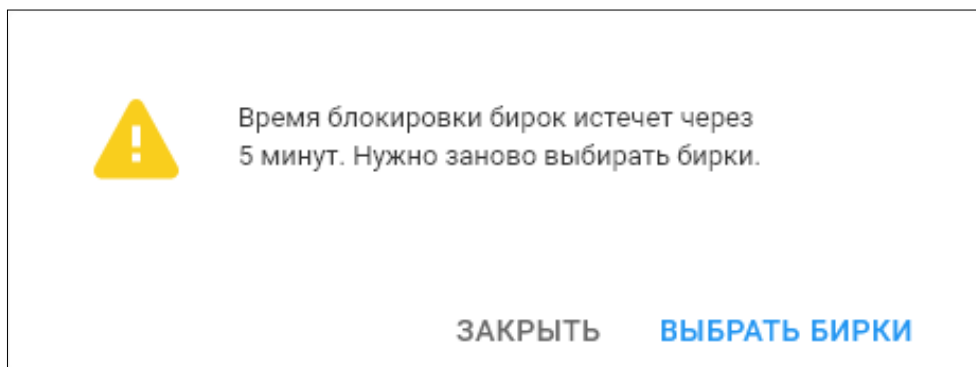 Время блокировки бирок истечет через
5 минут. Нужно заново выбирать бирки.
ЗАКРЫТЬ ВЫБРАТЬ БИРКИ